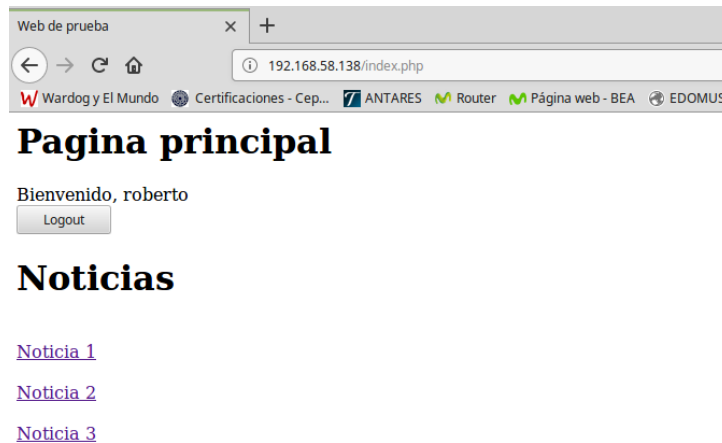 Web de prueba
192.168.58.138/index.php
Wardog y El Mundo Certificaciones - Cep... ANTARES Router Página web - BEA EDOMUS
Pagina principal
Bienvenido, roberto
Logout
Noticias
Noticia 1
Noticia 2
Noticia 3